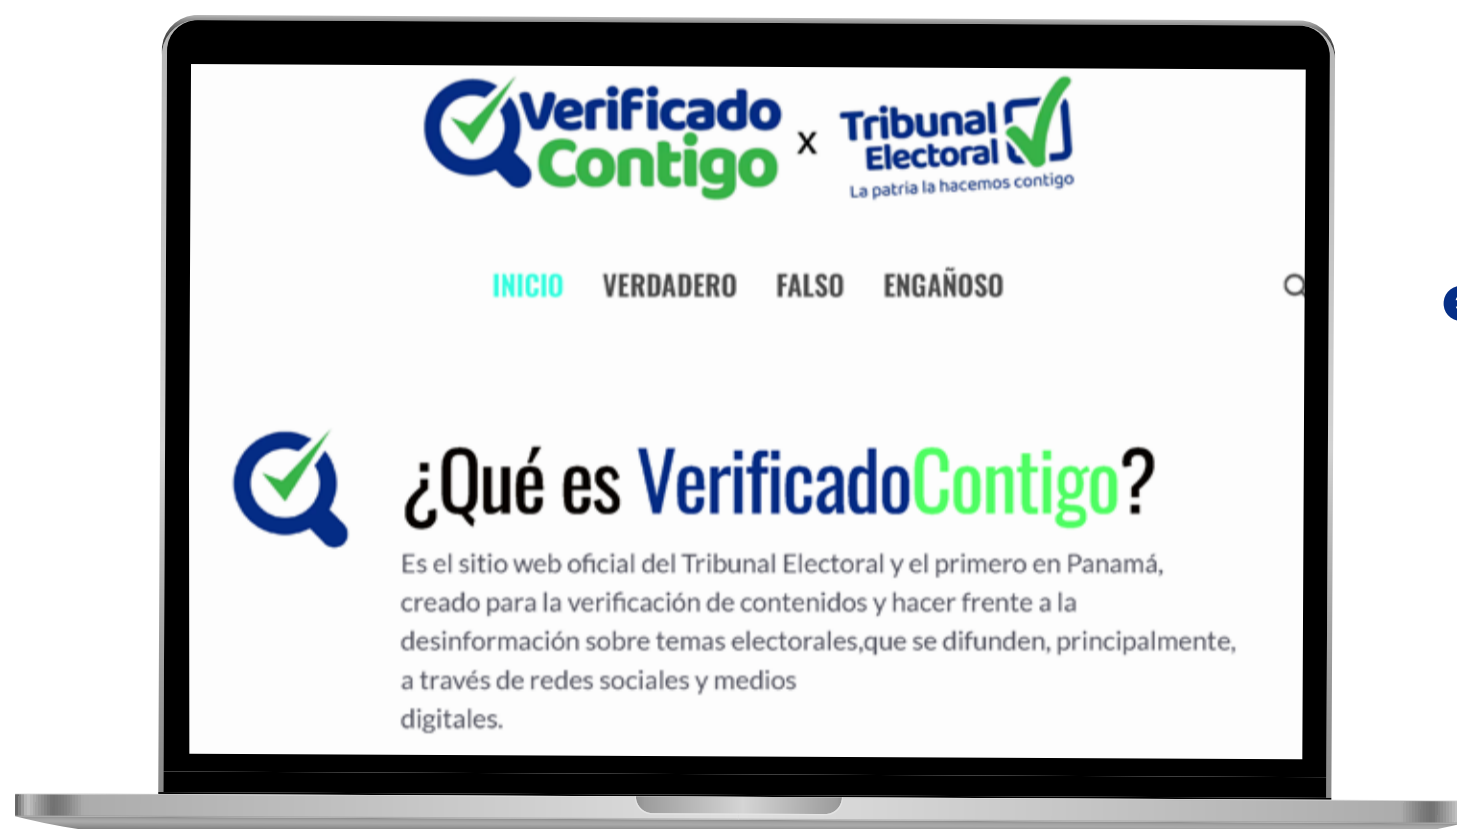 Verificado
Contigo
x
Tribunal
Electoral
La patria la hacemos contigo
INICIO VERDADERO FALSO ENGAÑOSO
¿Qué es VerificadoContigo?
Es el sitio web oficial del Tribunal Electoral y el primero en Panamá,
creado para la verificación de contenidos y hacer frente a la
desinformación sobre temas electorales,que se difunden, principalmente,
a través de redes sociales y medios
digitales.